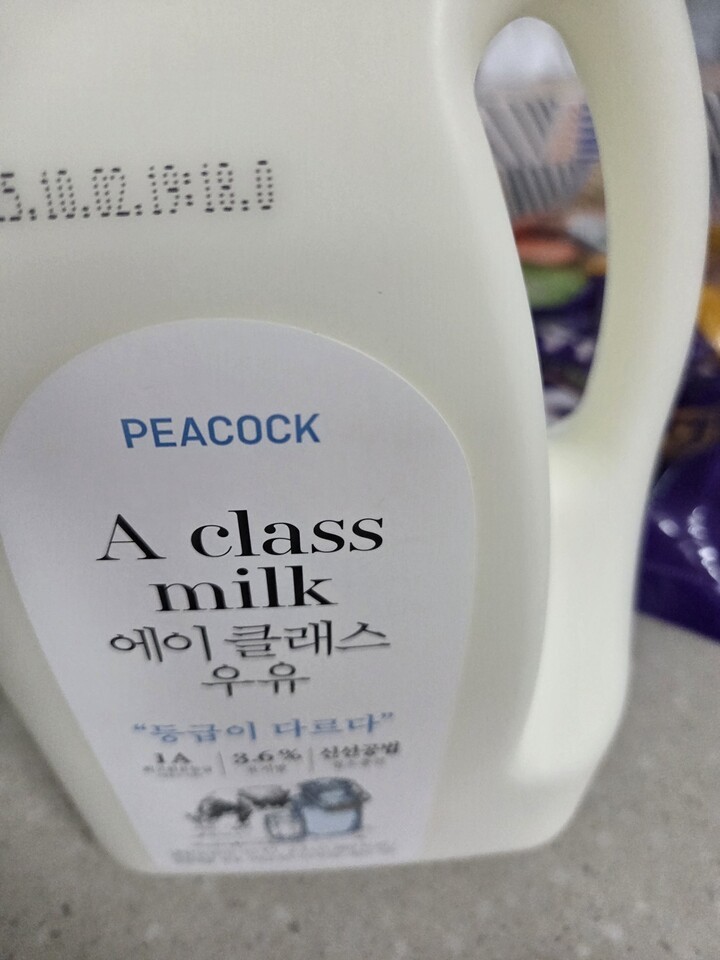 5.10.02.19:18.0
PEACOCK
A class
milk
에이 클래스
우유
“등급이 다르다”
1A | 3.6% |